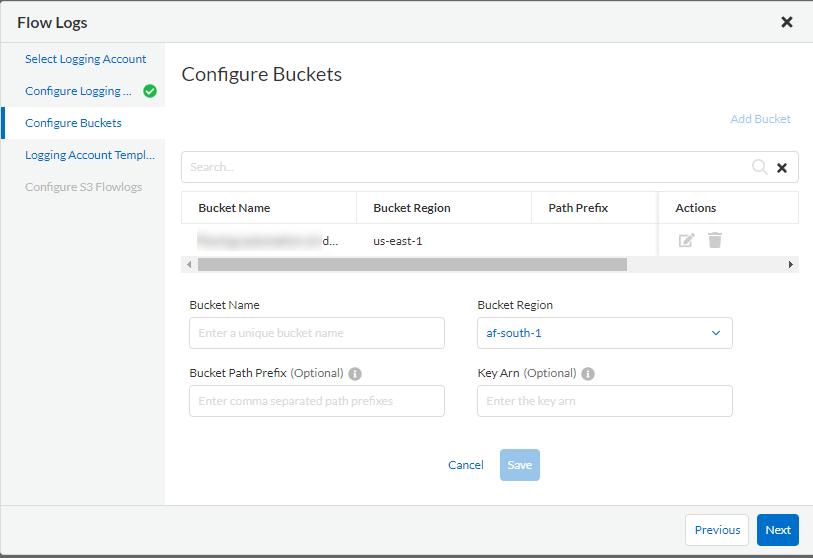 Flow Logs
Select Logging Account
Configure Logging ...
Configure Buckets
Logging Account Templ...
Configure S3 Flowlogs
Configure Buckets
Add Bucket
Search...
Bucket Name Bucket Region Path Prefix Actions
d... us-east-1
Bucket Name Bucket Region
Enter a unique bucket name af-south-1
Bucket Path Prefix (Optional) Key Arn (Optional)
Enter comma separated path prefixes Enter the key arn
Cancel Save
Previous Next